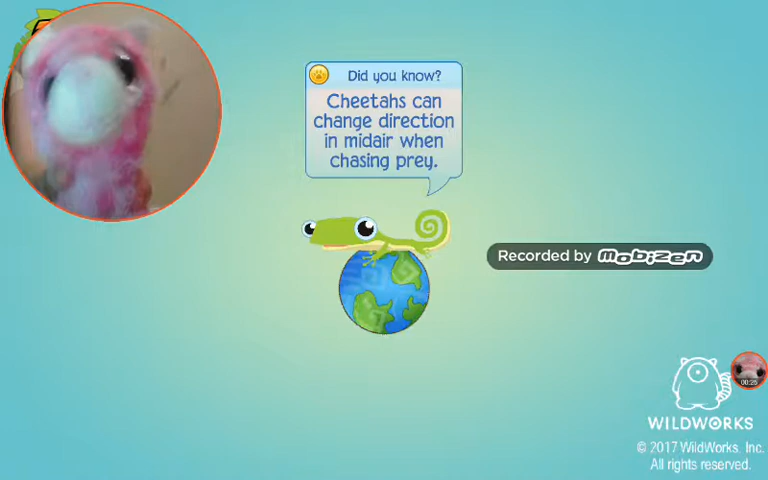 Did you know?
Cheetahs can
change direction
in midair when
chasing prey.
Recorded by mobizen
00:25
WILDWORKS
© 2017 WildWorks, Inc.
All rights reserved.